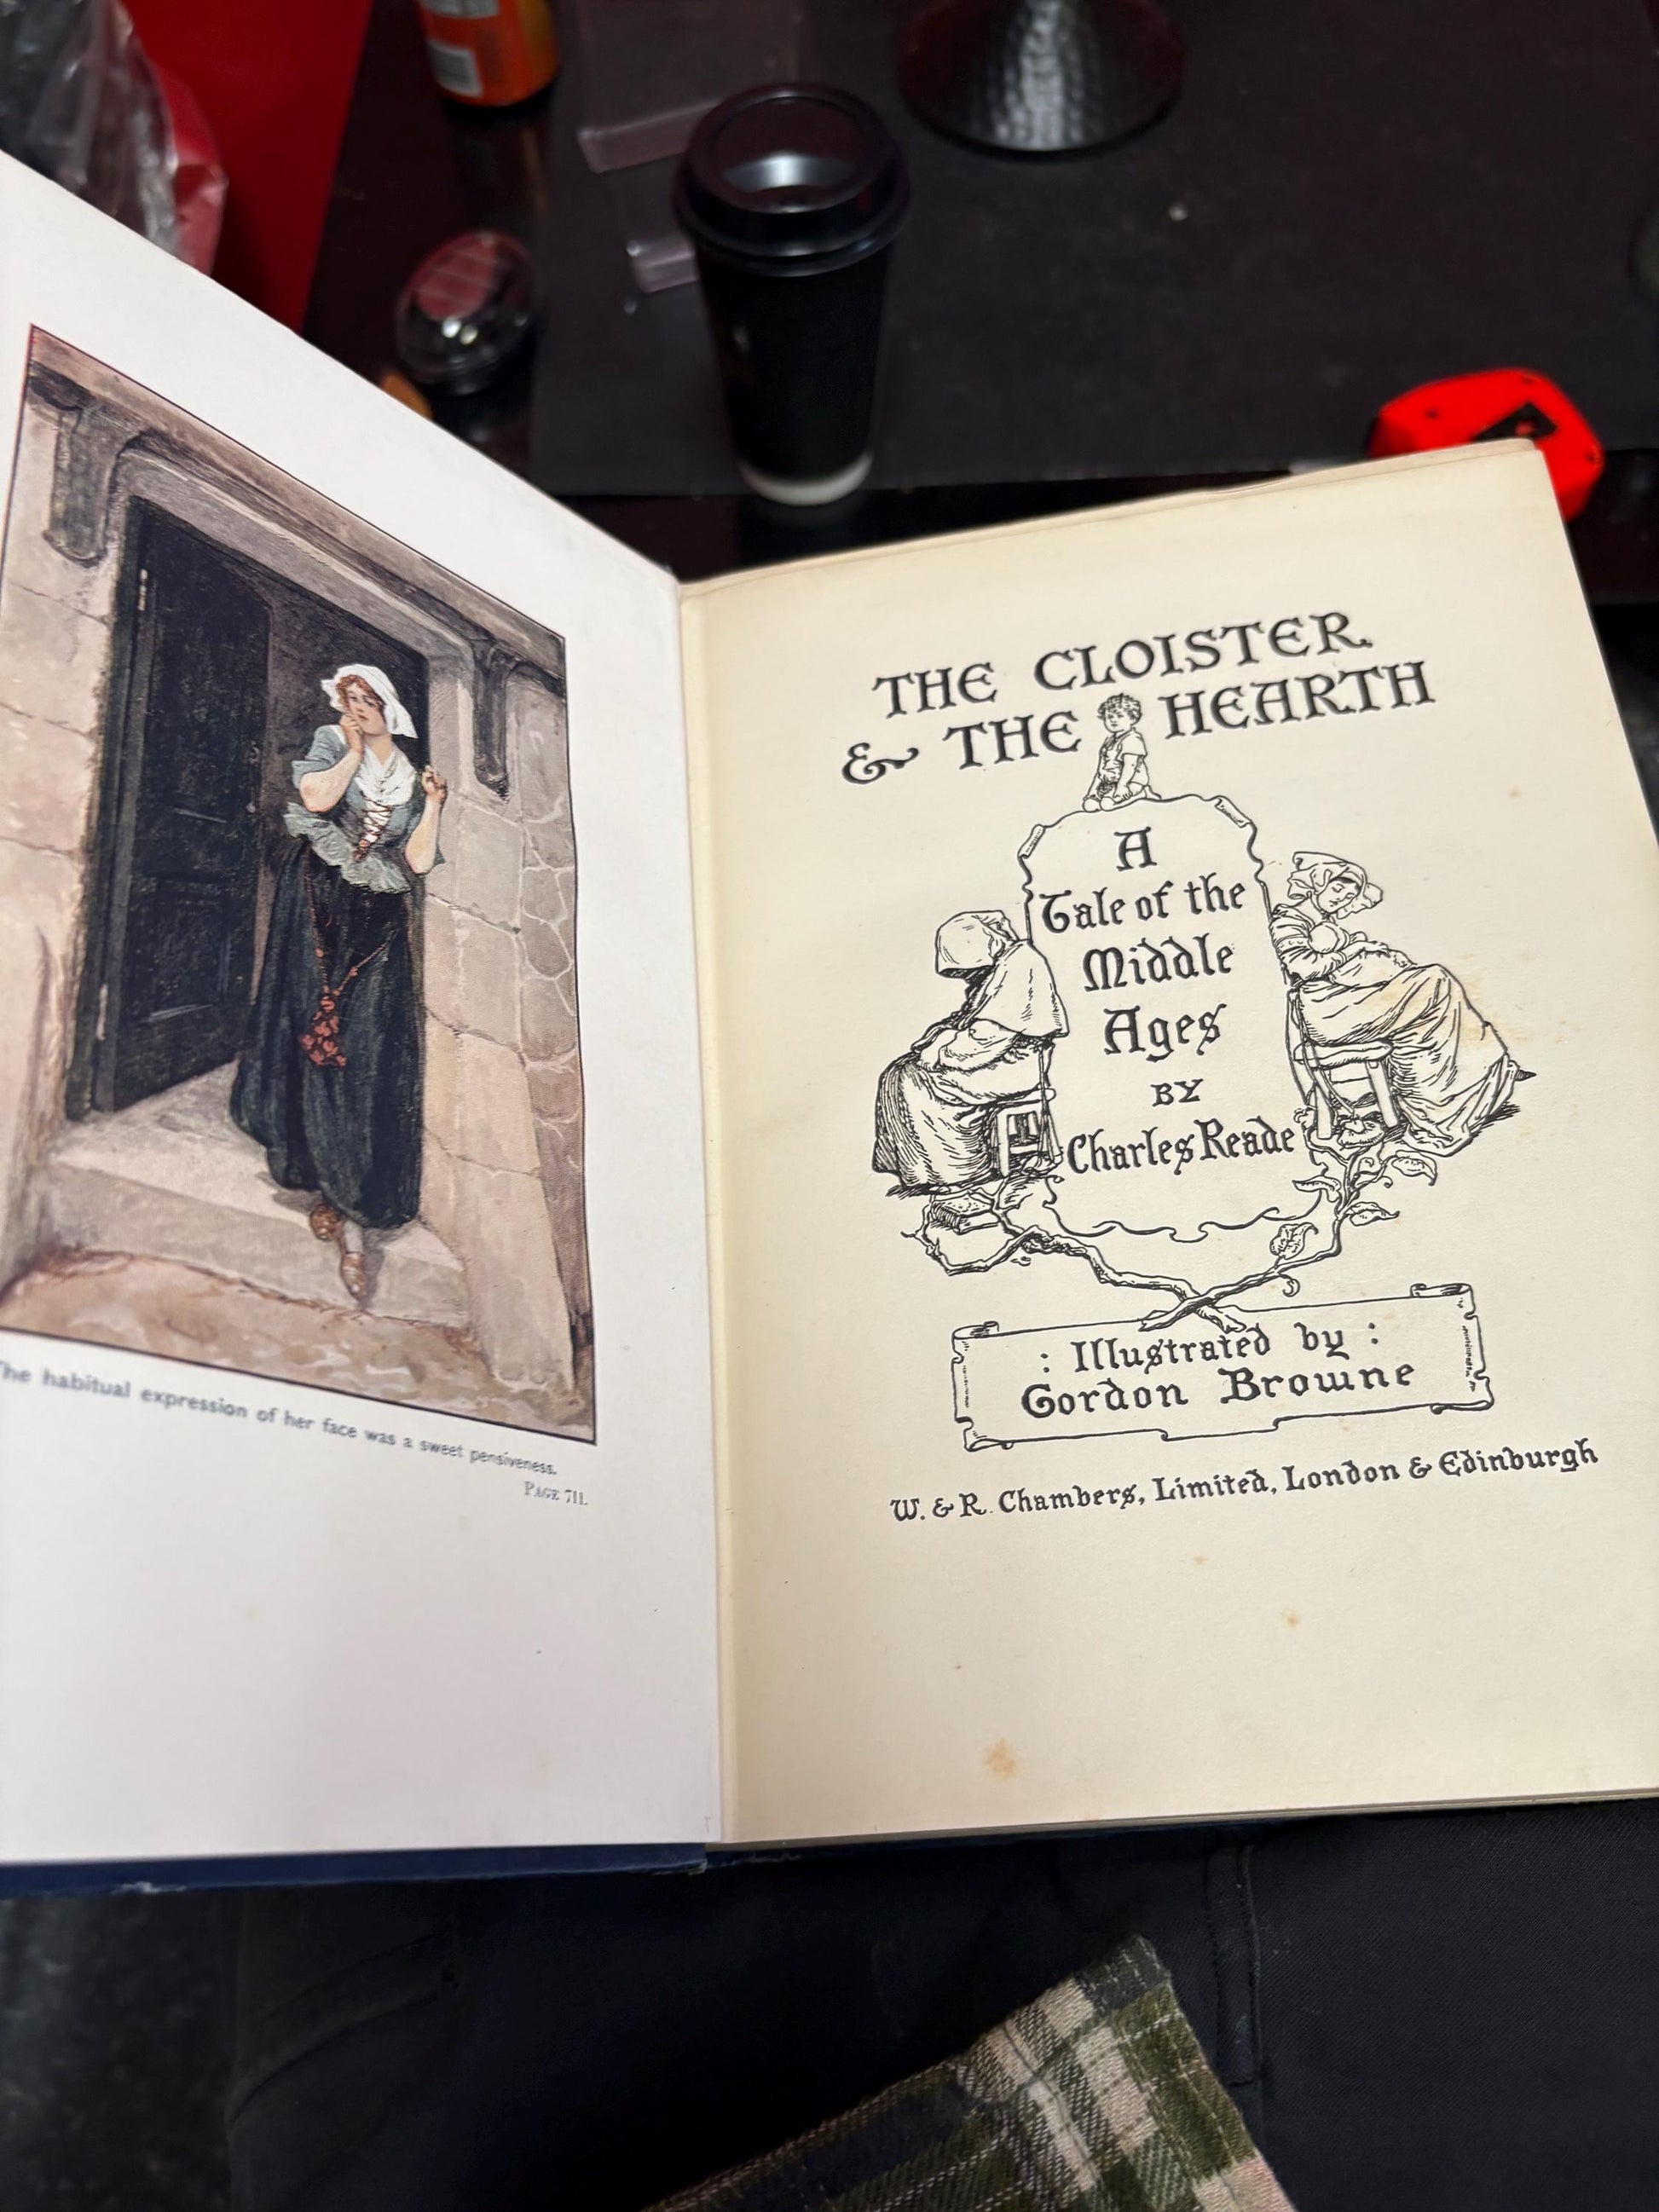 The habitual expression of her face was a sweet pensiveness.
PAGE 711.
THE CLOISTER
& THE HEARTH
A
Tale of the
Middle
Ages
BY
Charles Reade
: Illustrated by :
Gordon Browne
W. & R. Chambers, Limited, London & Edinburgh